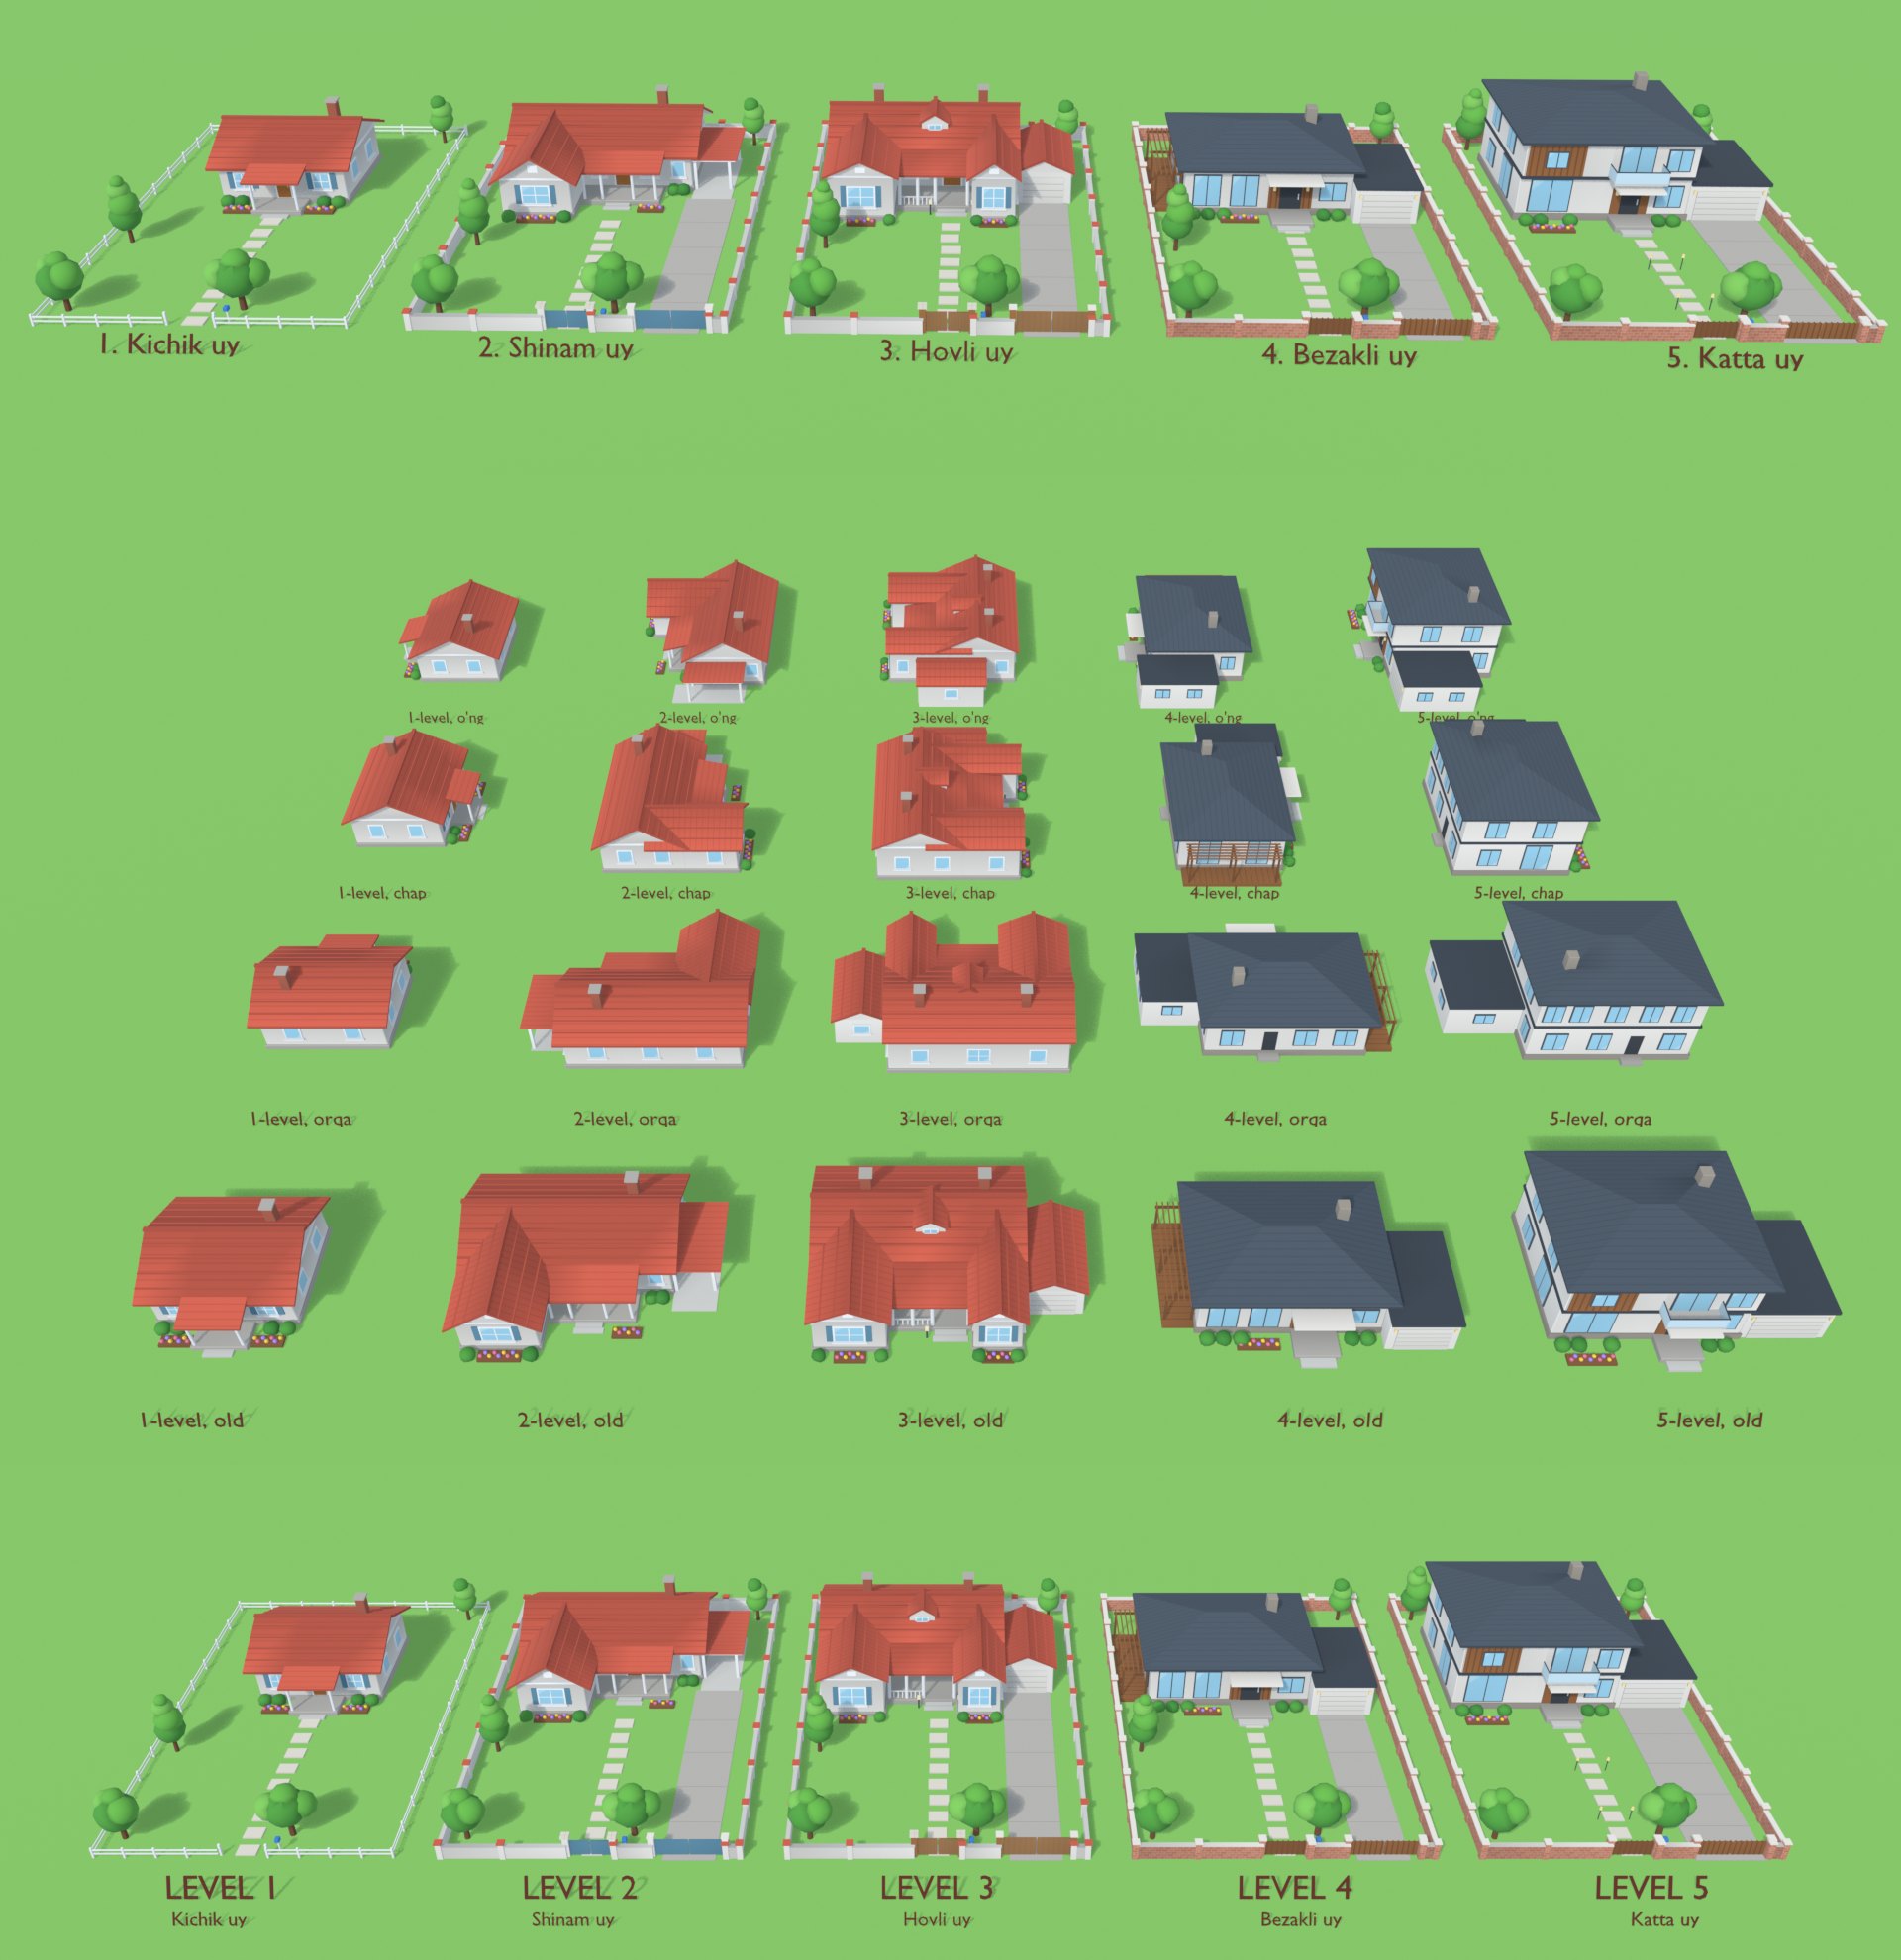 1. Kichik uy
2. Shinam uy
3. Hovli uy
4. Bezakli uy
5. Katta uy
1-level, o'ng
2-level, o'ng
3-level, o'ng
4-level, o'ng
5-level, o'ng
1-level, chap
2-level, chap
3-level, chap
4-level, chap
5-level, chap
1-level, orqa
2-level, orqa
3-level, orqa
4-level, orqa
5-level, orqa
1-level, old
2-level, old
3-level, old
4-level, old
5-level, old
LEVEL 1
LEVEL 2
LEVEL 3
LEVEL 4
LEVEL 5
Kichik uy
Shinam uy
Hovli uy
Bezakli uy
Katta uy